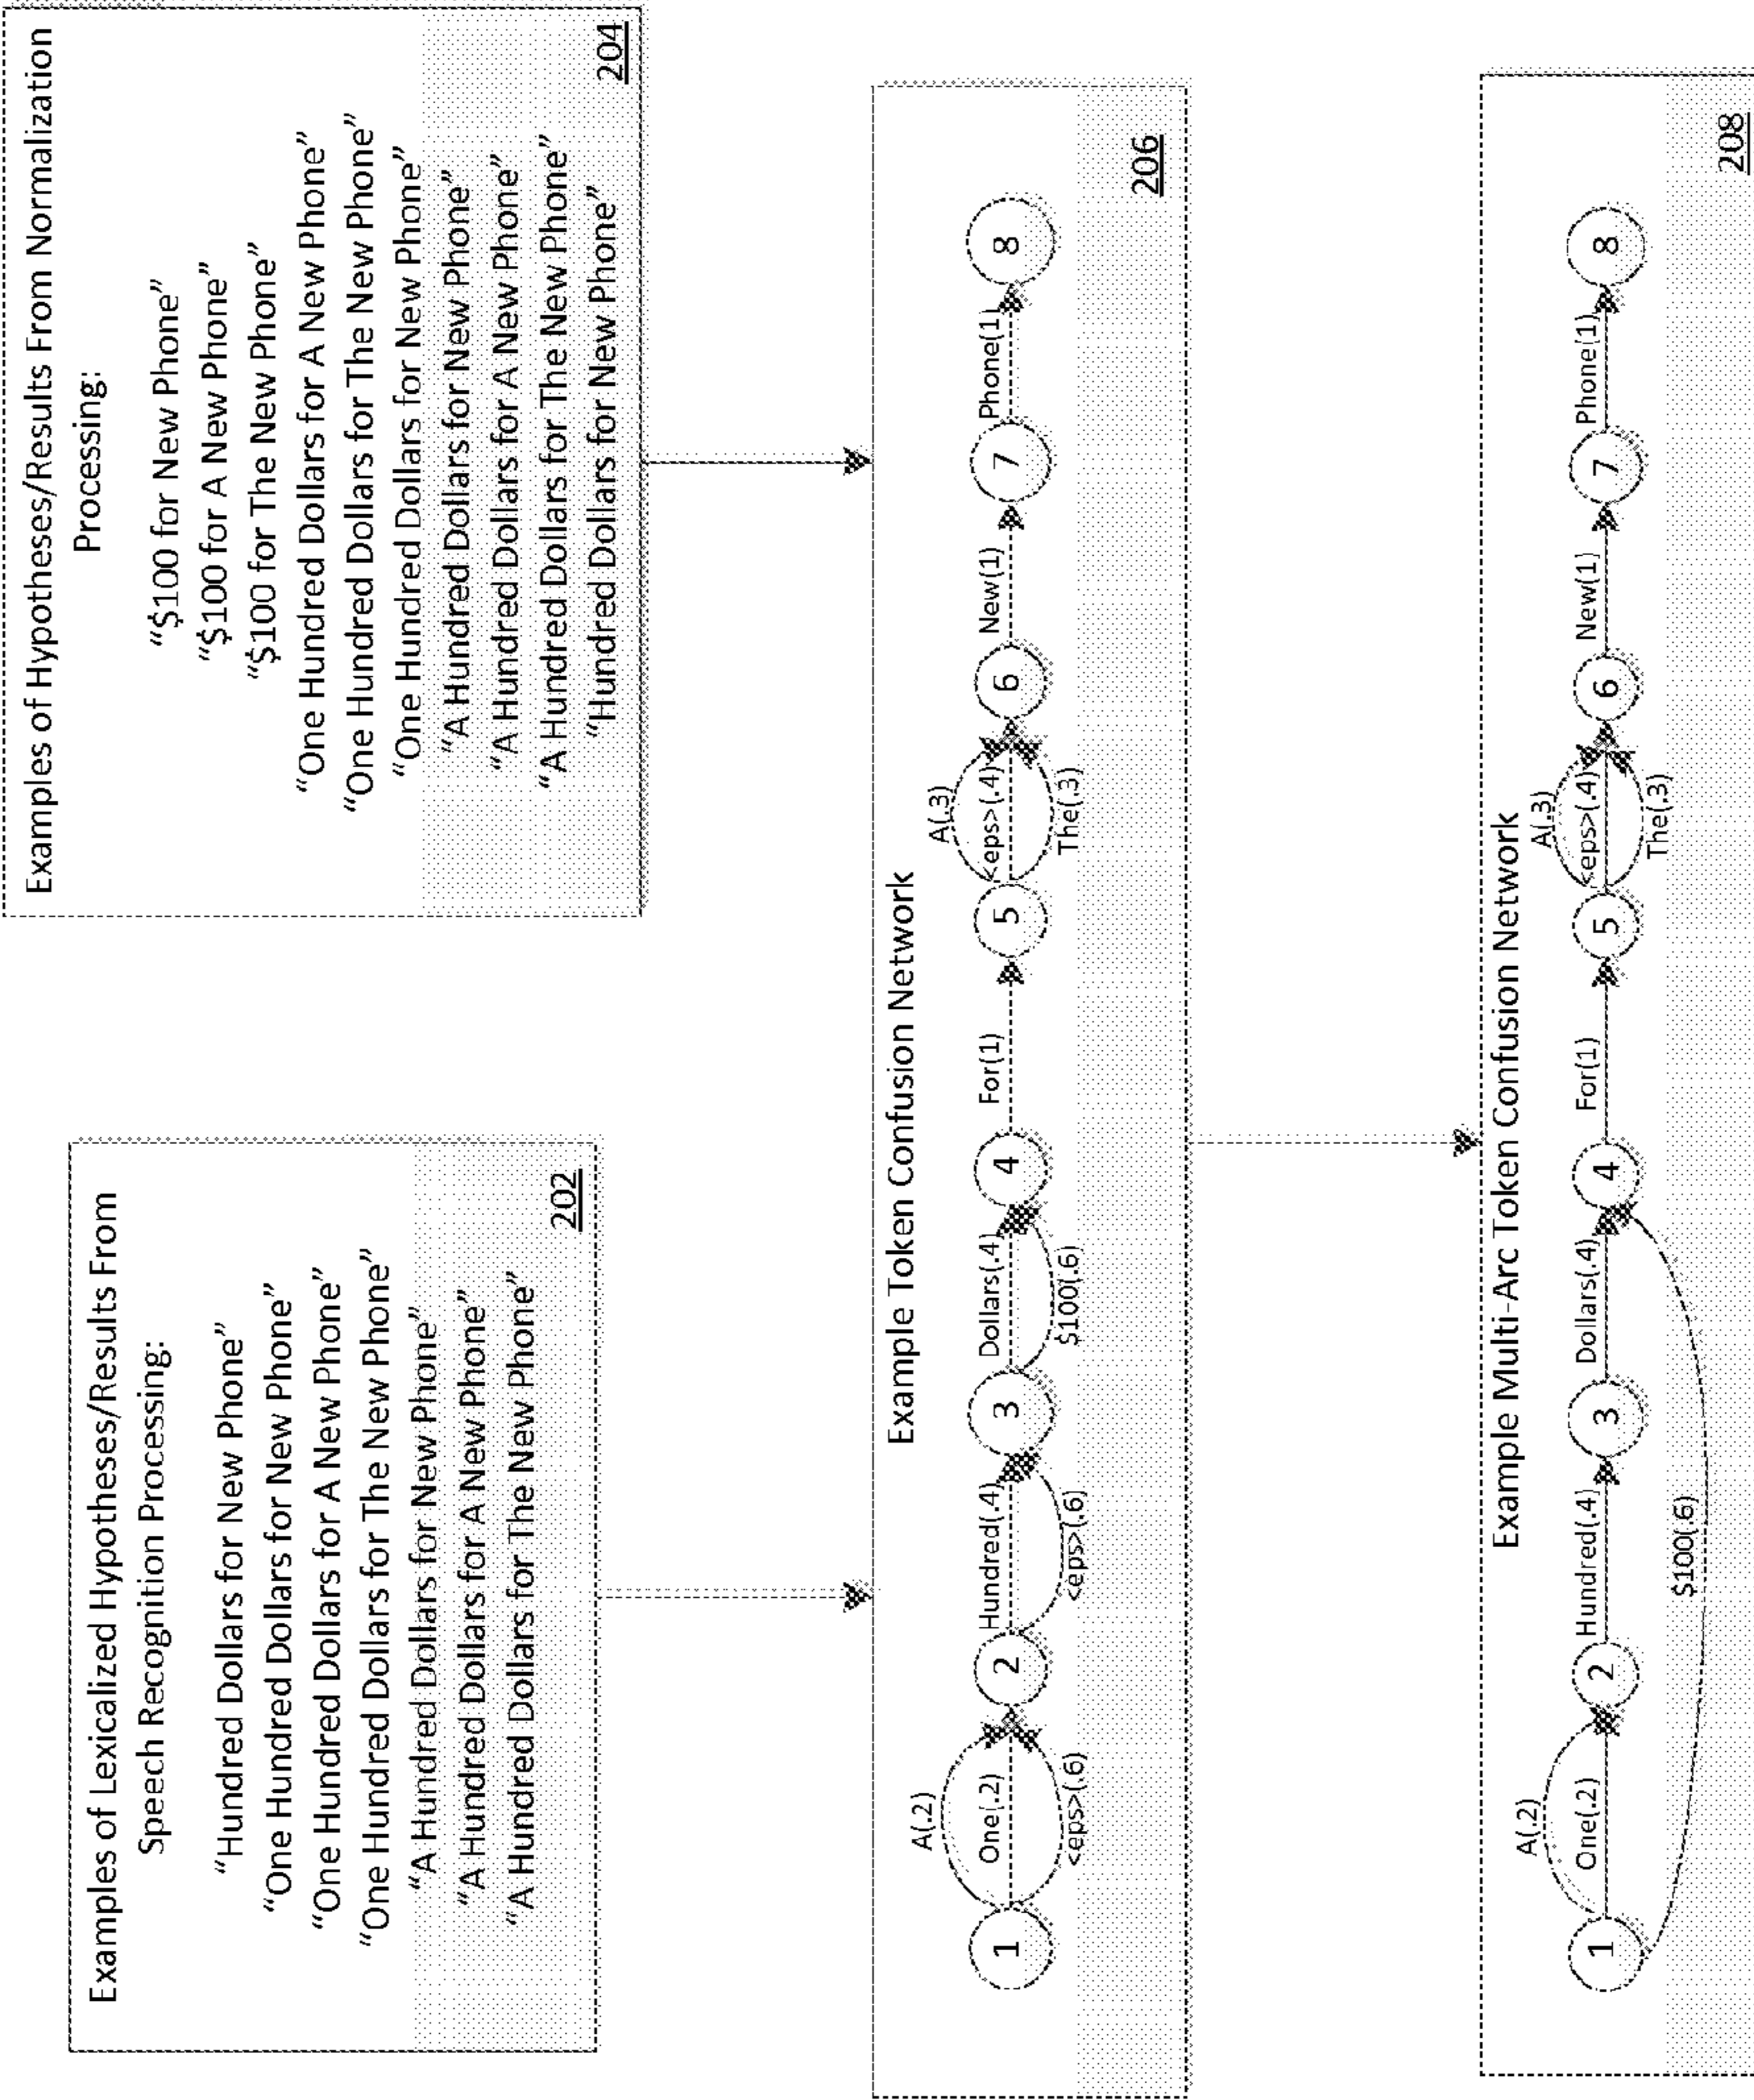 Examples of Lexicalized Hypotheses/Results From
Speech Recognition Processing:
“Hundred Dollars for New Phone”
“One Hundred Dollars for New Phone”
“One Hundred Dollars for A New Phone”
“One Hundred Dollars for The New Phone”
“A Hundred Dollars for New Phone”
“A Hundred Dollars for A New Phone”
“A Hundred Dollars for The New Phone”
202
Examples of Hypotheses/Results From Normalization
Processing:
“$100 for New Phone”
“$100 for A New Phone”
“$100 for The New Phone”
“One Hundred Dollars for A New Phone”
“One Hundred Dollars for The New Phone”
“One Hundred Dollars for New Phone”
“A Hundred Dollars for New Phone”
“A Hundred Dollars for A New Phone”
“A Hundred Dollars for The New Phone”
“Hundred Dollars for New Phone”
204
Example Token Confusion Network
A(.2) A(.3)
One(.2) Hundred(.4) Dollars(.4) For(1) <eps>(.4) New(1) Phone(1)
1 2 3 4 5 6 7 8
<eps>(.6) <eps>(.6) $100(.6) The(.3)
206
Example Multi-Arc Token Confusion Network
A(.2) A(.3)
One(.2) Hundred(.4) Dollars(.4) For(1) <eps>(.4) New(1) Phone(1)
1 2 3 4 5 6 7 8
The(.3)
$100(.6)
208